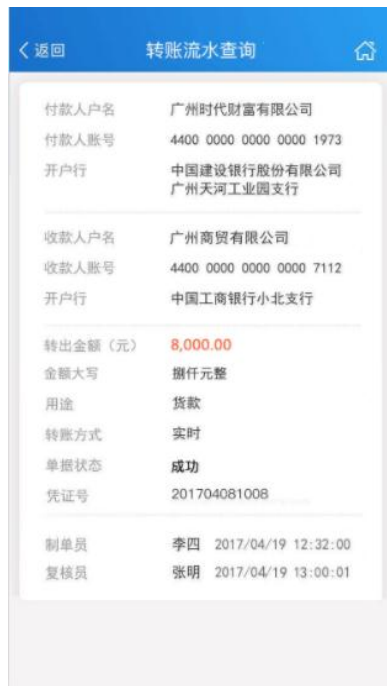 返回 转账流水查询
付款人户名 广州时代财富有限公司
付款人账号 4400 0000 0000 0000 1973
开户行 中国建设银行股份有限公司
广州天河工业园支行
收款人户名 广州商贸有限公司
收款人账号 4400 0000 0000 0000 7112
开户行 中国工商银行小北支行
转出金额（元） 8,000.00
金额大写 捌仟元整
用途 货款
转账方式 实时
单据状态 成功
凭证号 201704081008
制单员 李四 2017/04/19 12:32:00
复核员 张明 2017/04/19 13:00:01